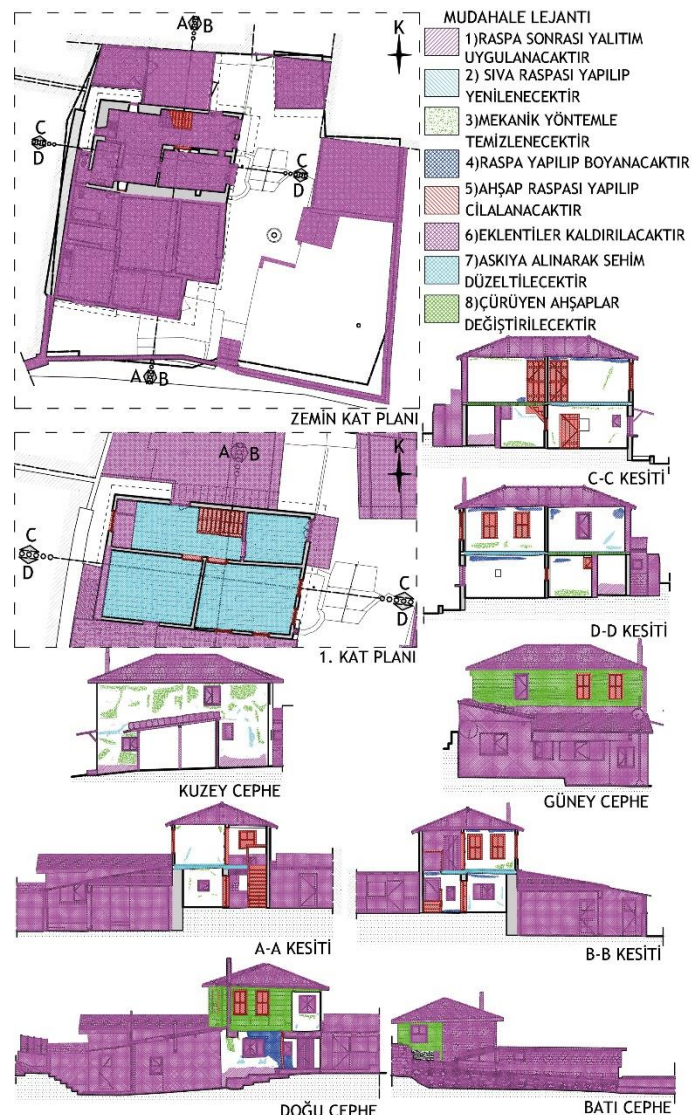 A B
K
MUDAHALE LEJANTI
1)RASPA SONRASI YALITIM
UYGULANACAKTIR
2) SIVA RASPASI YAPILIP
YENİLENECEKTİR
3)MEKANİK YÖNTEMLE
TEMİZLENECEKTİR
4)RASPA YAPILIP BOYANACAKTIR
5)AHŞAP RASPASI YAPILIP
CİLALANACAKTIR
6)EKLENTİLER KALDIRILACAKTIR
7)ASKIYA ALINARAK SEHİM
DÜZELTİLECEKTİR
8)ÇÜRÜYEN AHŞAPLAR
DEĞİŞTİRİLECEKTİR
C
D
C
D
A B
ZEMİN KAT PLANI
C-C KESİTİ
A B
K
C
D
C
D
1. KAT PLANI
D-D KESİTİ
KUZEY CEPHE
GÜNEY CEPHE
A-A KESİTİ
B-B KESİTİ
DOĞU CEPHE
BATI CEPHE